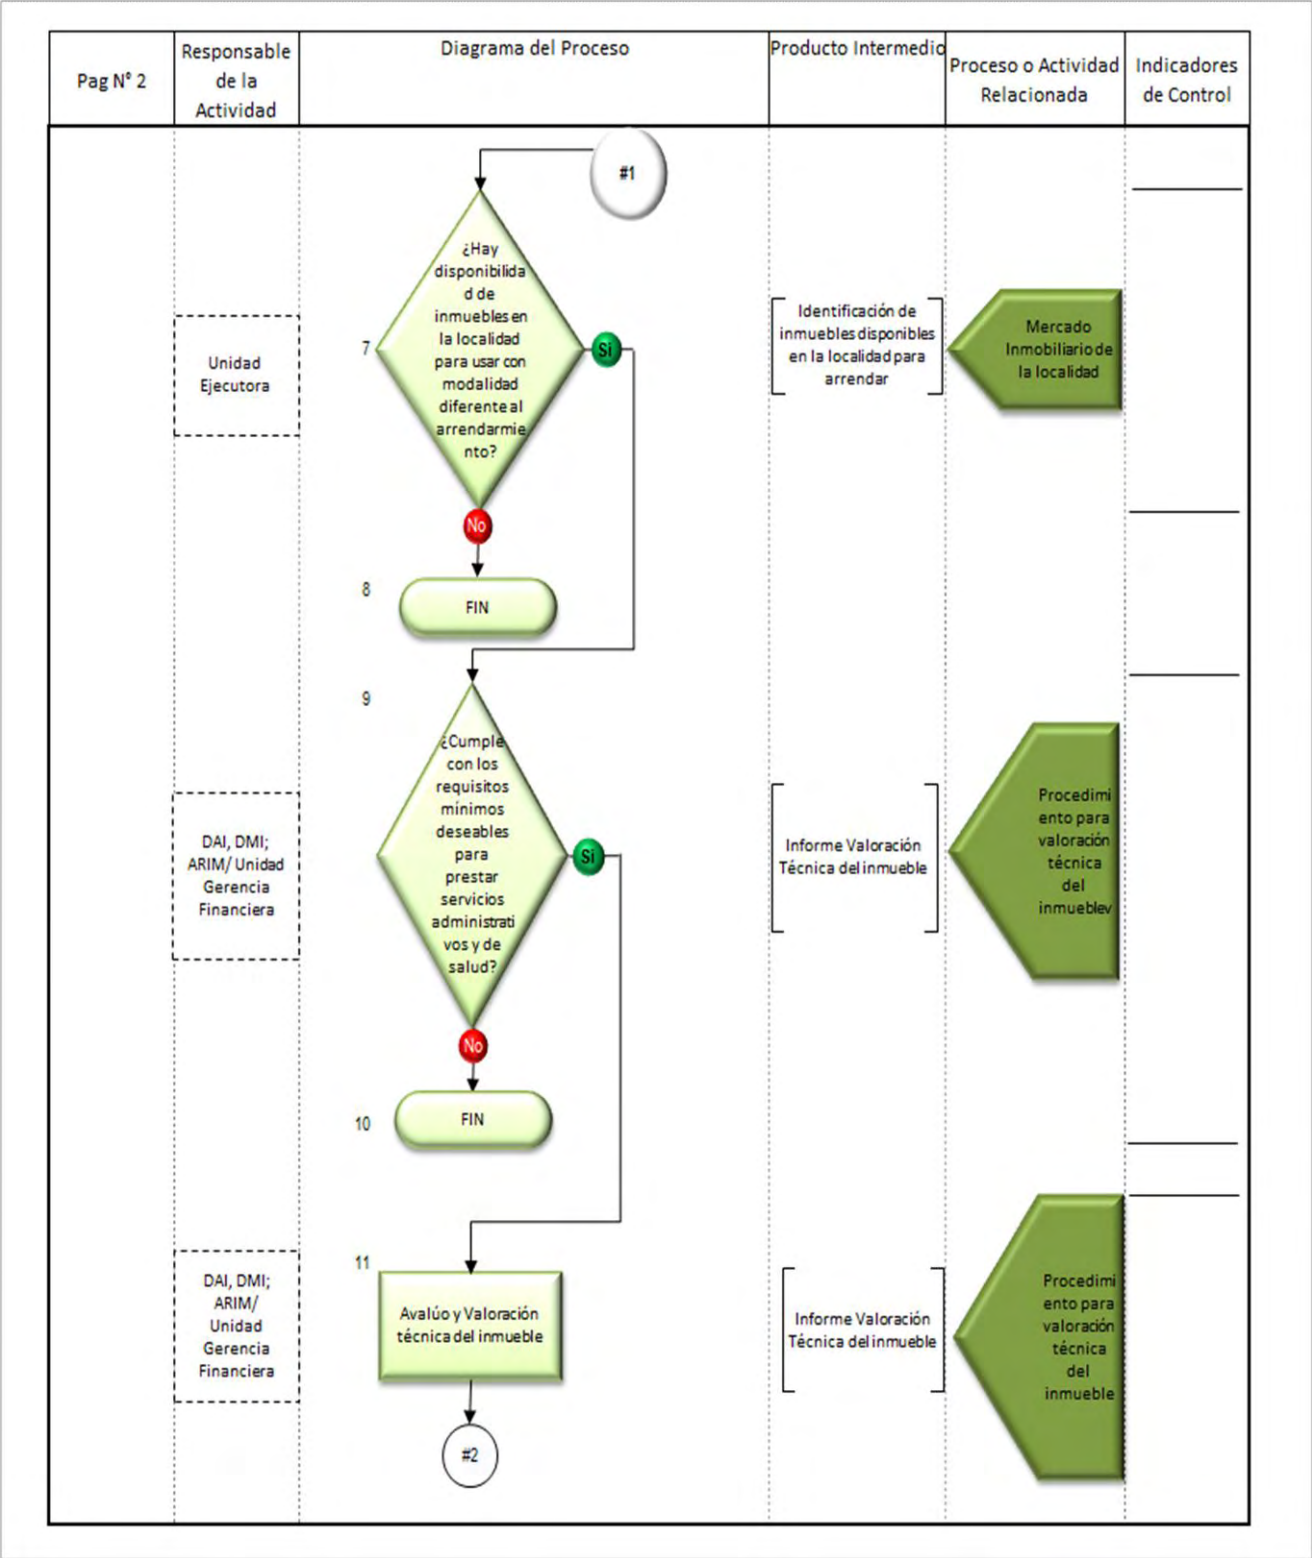 Pag N° 2
Responsable
de la
Actividad
Diagrama del Proceso
Producto Intermedio
Proceso o Actividad
Relacionada
Indicadores
de Control
#1
Unidad
Ejecutora
7
¿Hay
disponibilida
d de
inmuebles en
la localidad
para usar con
modalidad
diferente al
arrendarmie
nto?
Si
No
Identificación de
inmuebles disponibles
en la localidad para
arrendar
Mercado
Inmobiliario de
la localidad
8
FIN
9
DAI, DMI;
ARIM/ Unidad
Gerencia
Financiera
¿Cumple
con los
requisitos
mínimos
deseables
para
prestar
servicios
administrati
vos y de
salud?
Si
No
Informe Valoración
Técnica del inmueble
Procedimi
ento para
valoración
técnica
del
inmueblev
10
FIN
11
DAI, DMI;
ARIM/
Unidad
Gerencia
Financiera
Avalúo y Valoración
técnica del inmueble
Informe Valoración
Técnica del inmueble
Procedimi
ento para
valoración
técnica
del
inmueble
#2